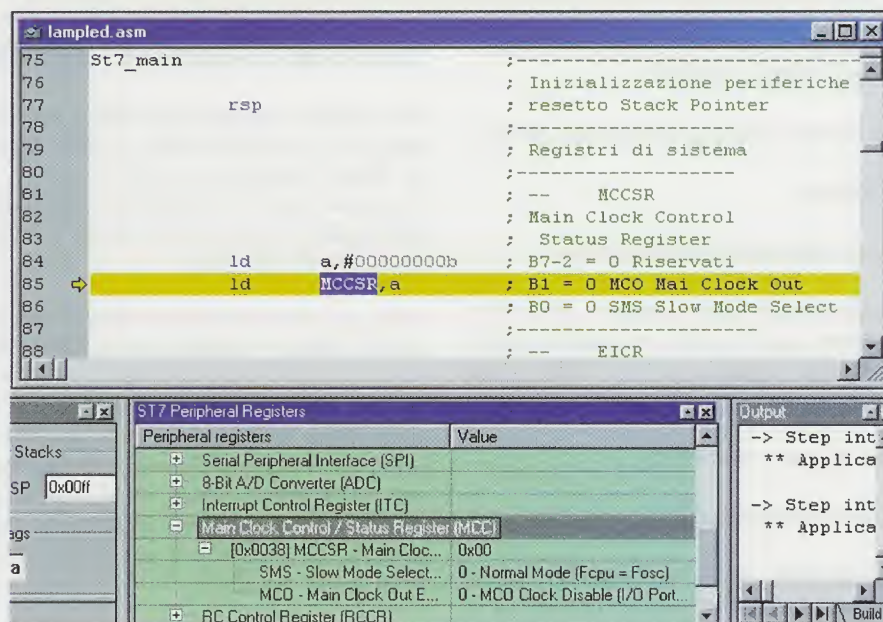 lampled.asm
75 St7_main ;-------------------------------
76 ; Inizializzazione periferiche
77 rsp ; resetto Stack Pointer
78 ;-------------------
79 ; Registri di sistema
80 ;-------------------
81 ; -- MCCSR
82 ; Main Clock Control
83 ; Status Register
84 ld a,#00000000b ; B7-2 = 0 Riservati
85 ld MCCSR,a ; B1 = 0 MCO Mai Clock Out
86 ; B0 = 0 SMS Slow Mode Select
87 ;---------------------
88 ; -- EICR
Stacks
SP 0x00ff
ags
a
ST7 Peripheral Registers
Peripheral registers Value
Serial Peripheral Interface (SPI)
8-Bit A/D Converter (ADC)
Interrupt Control Register (ITC)
Main Clock Control / Status Register (MCC)
[0x0038] MCCSR - Main Cloc... 0x00
SMS - Slow Mode Select... 0 - Normal Mode (Fcpu = Fosc)
MCO - Main Clock Out E... 0 - MCO Clock Disable (I/O Port...
RC Control Register (RCCR)
Output
-> Step int
** Applica
-> Step int
** Applica
Build